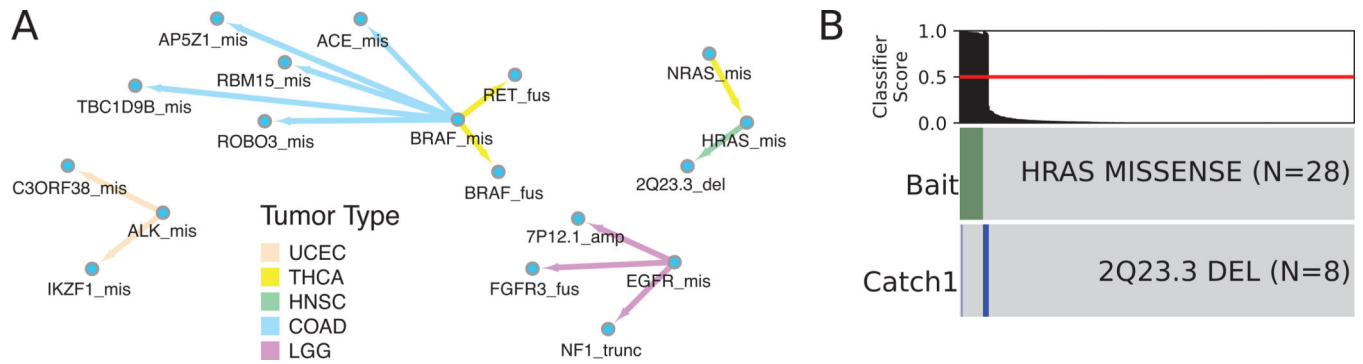 A
AP5Z1_mis
ACE_mis
RBM15_mis
TBC1D9B_mis
ROBO3_mis
RET_fus
BRAF_mis
BRAF_fus
NRAS_mis
HRAS_mis
2Q23.3_del
C3ORF38_mis
ALK_mis
IKZF1_mis
Tumor Type
UCEC
THCA
HNSC
COAD
LGG
7P12.1_amp
FGFR3_fus
EGFR_mis
NF1_trunc
B
Classifier
Score
1.0
0.5
0.0
Bait
HRAS MISSENSE (N=28)
Catch1
2Q23.3 DEL (N=8)